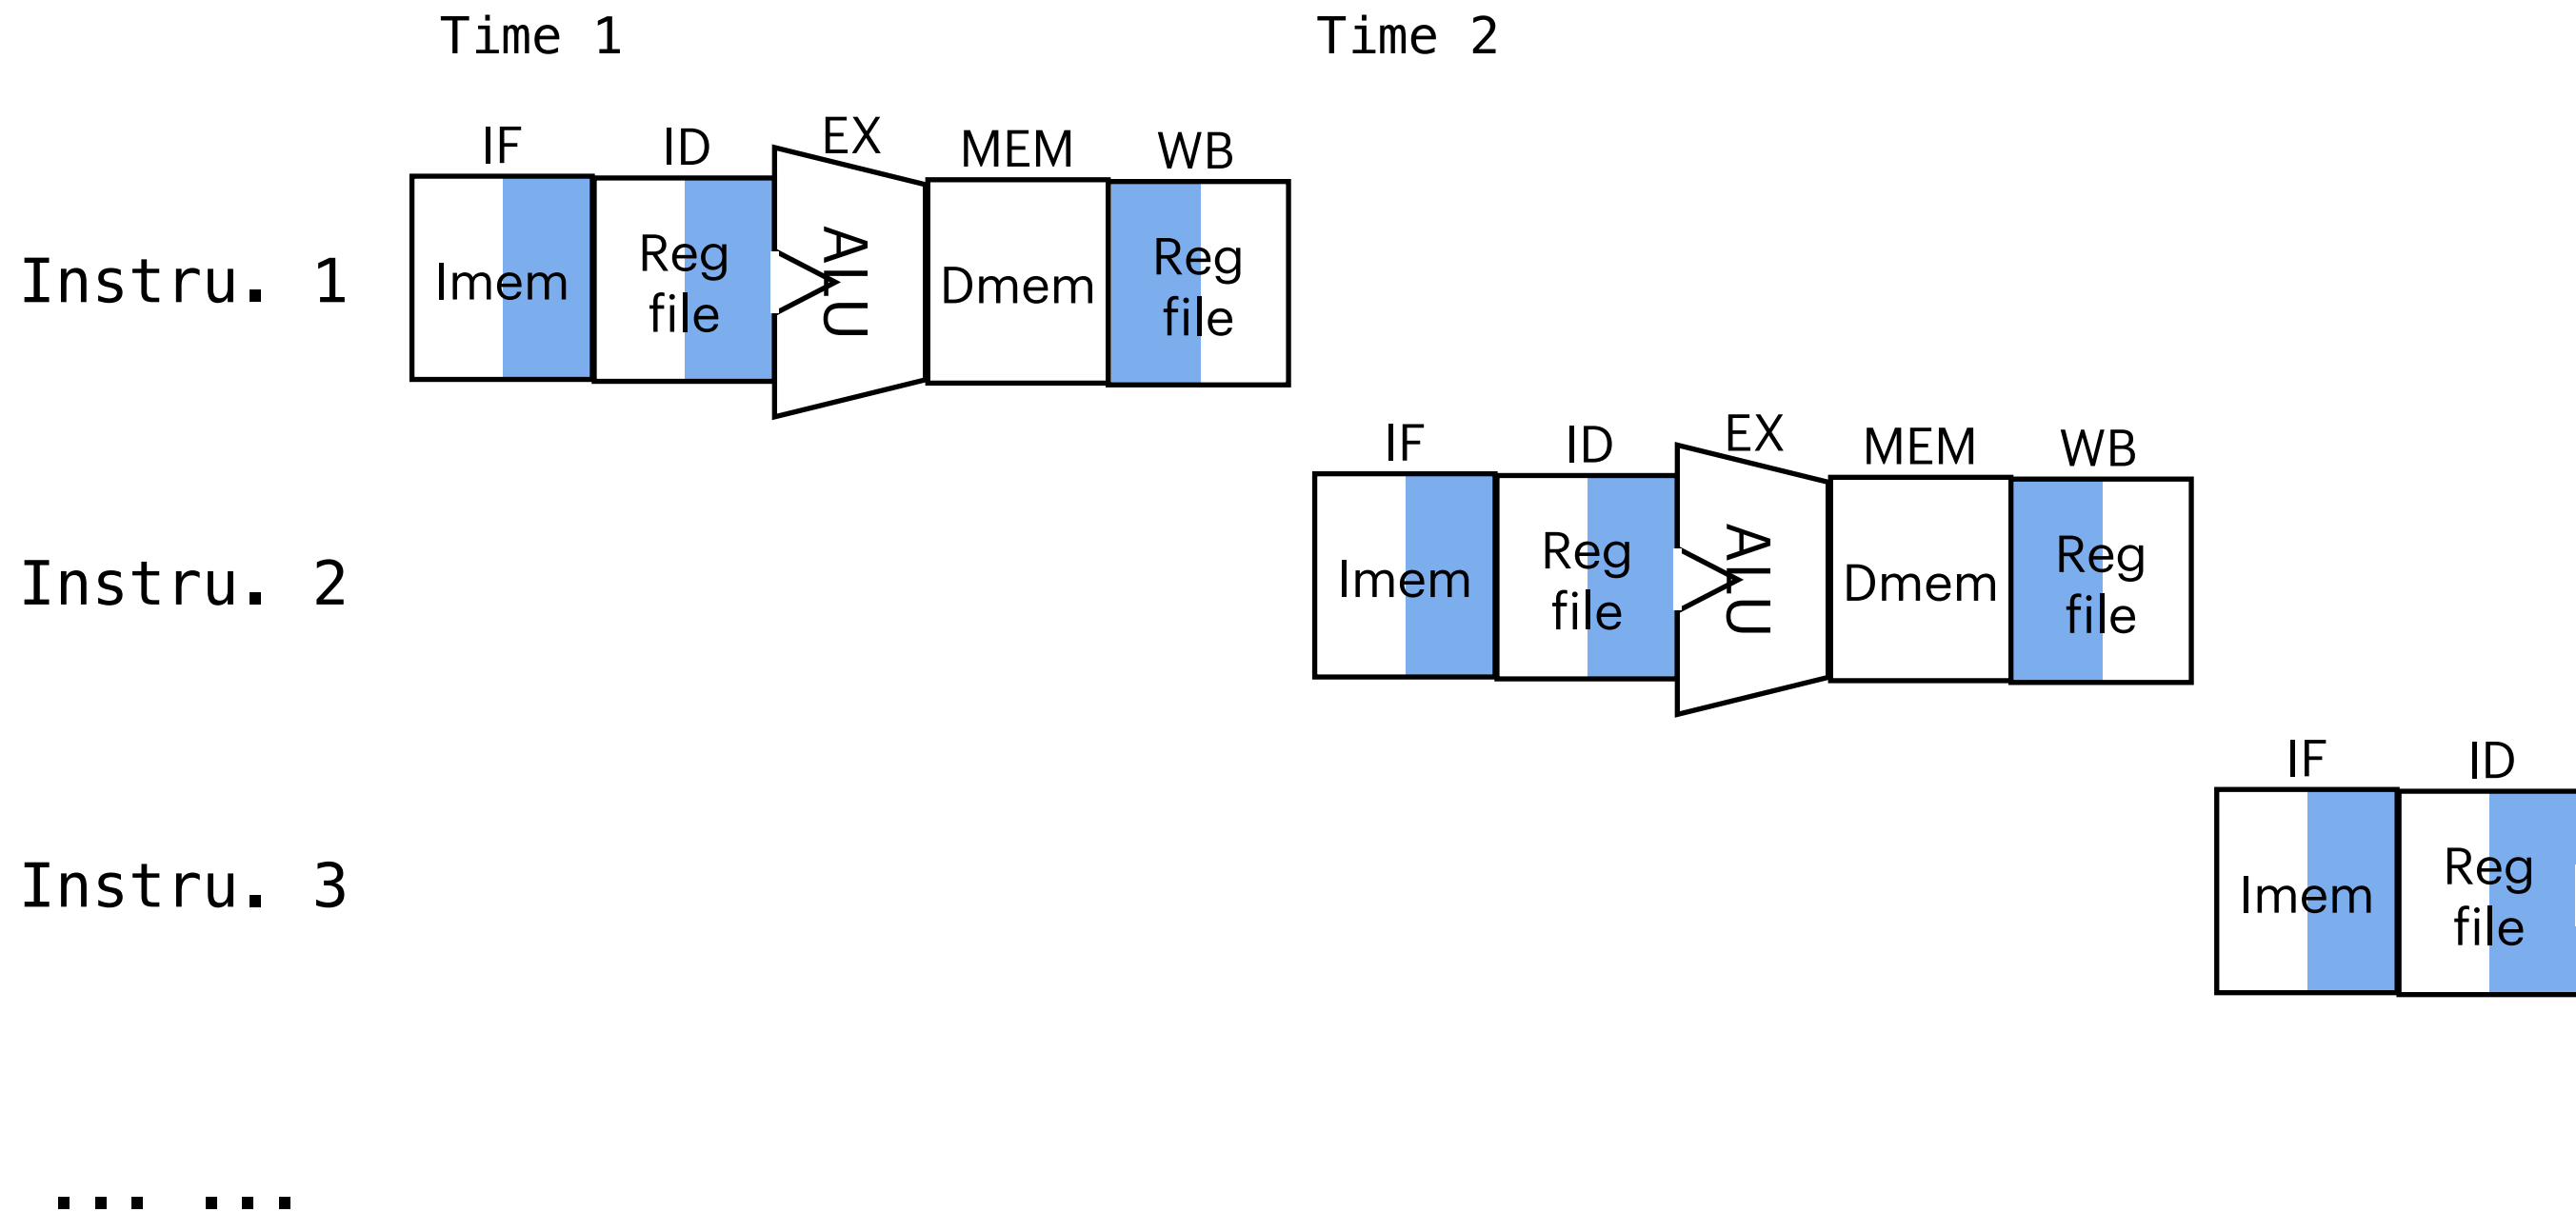 Time 1 Time 2
IF ID EX MEM WB
Instru. 1 Imem Reg file ALU Dmem Reg file
IF ID EX MEM WB
Instru. 2 Imem Reg file ALU Dmem Reg file
IF ID
Instru. 3 Imem Reg file
... ...